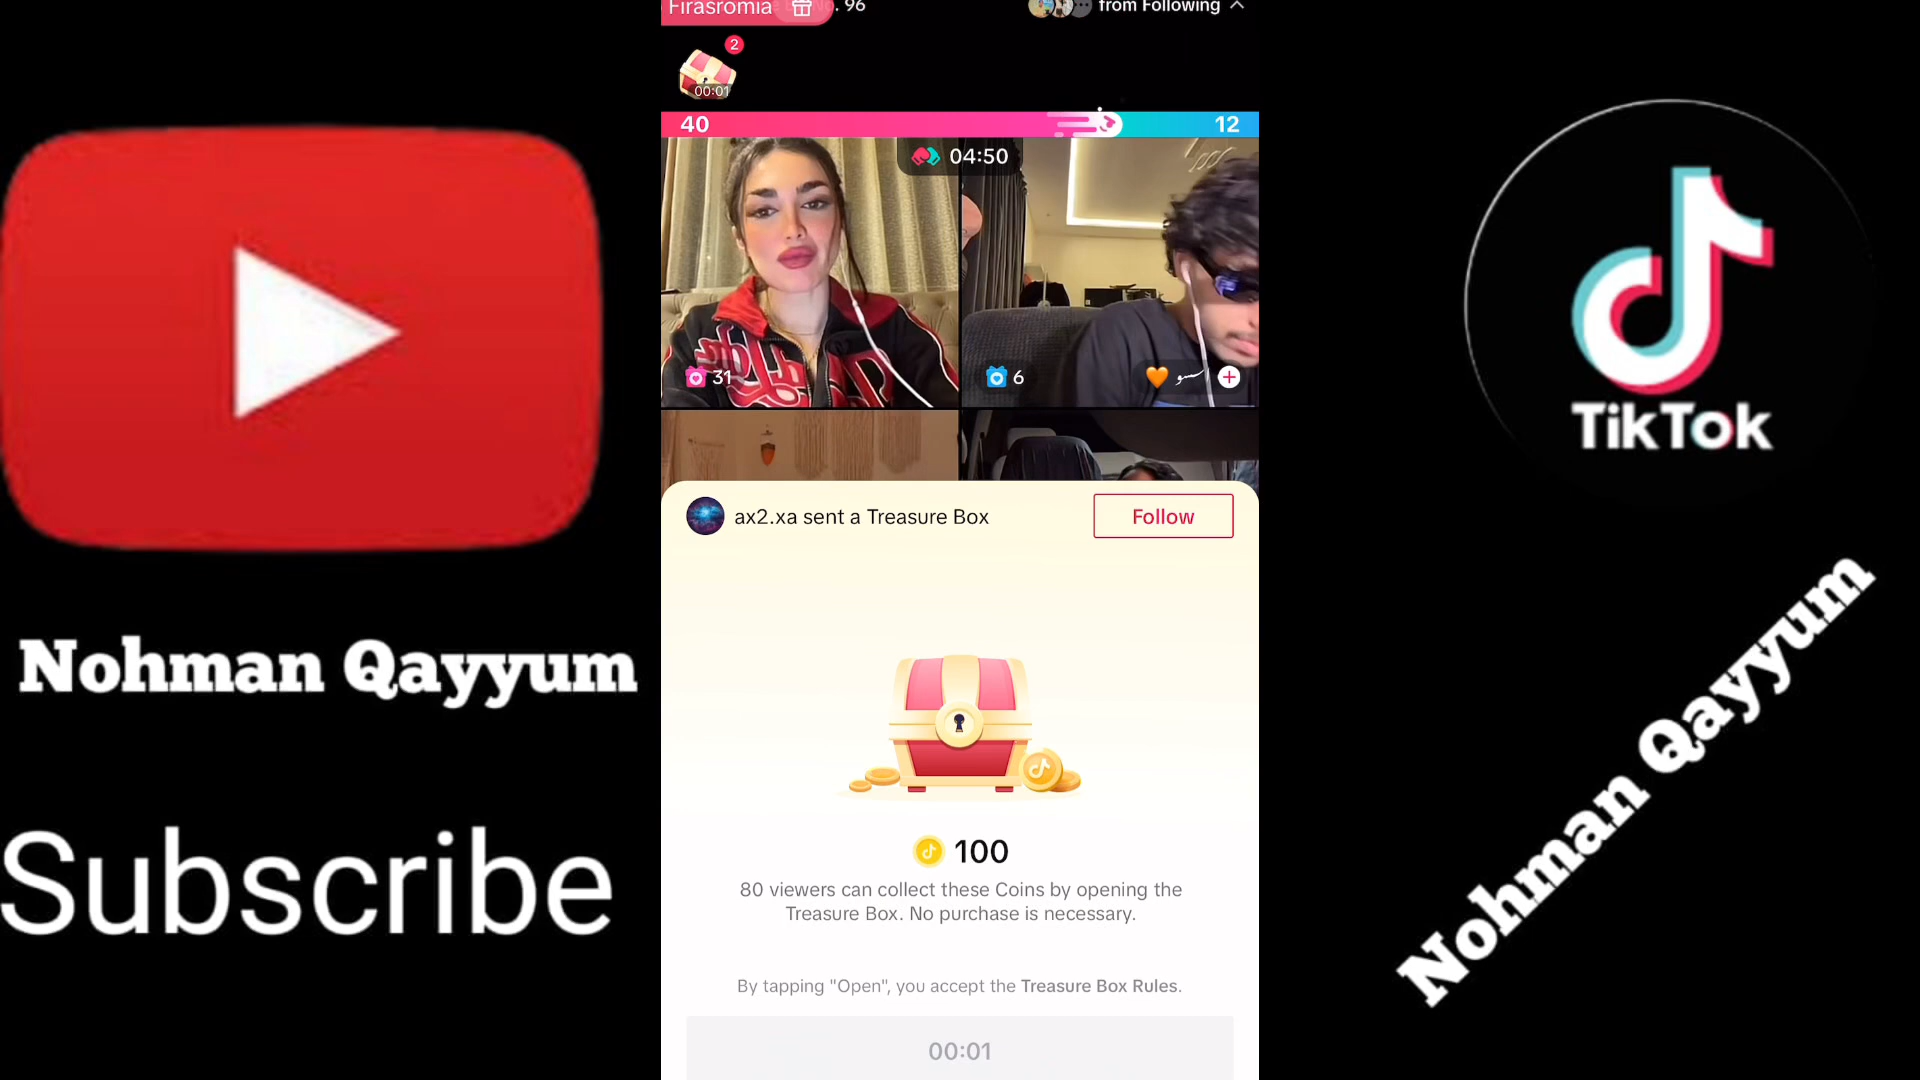 Firasromia
. 96
from Following
2
00:01
40
12
04:50
31
6
TikTok
ax2.xa sent a Treasure Box
Follow
Nohman Qayyum
Subscribe
100
80 viewers can collect these Coins by opening the
Treasure Box. No purchase is necessary.
By tapping "Open", you accept the Treasure Box Rules.
00:01
Nohman Qayyum